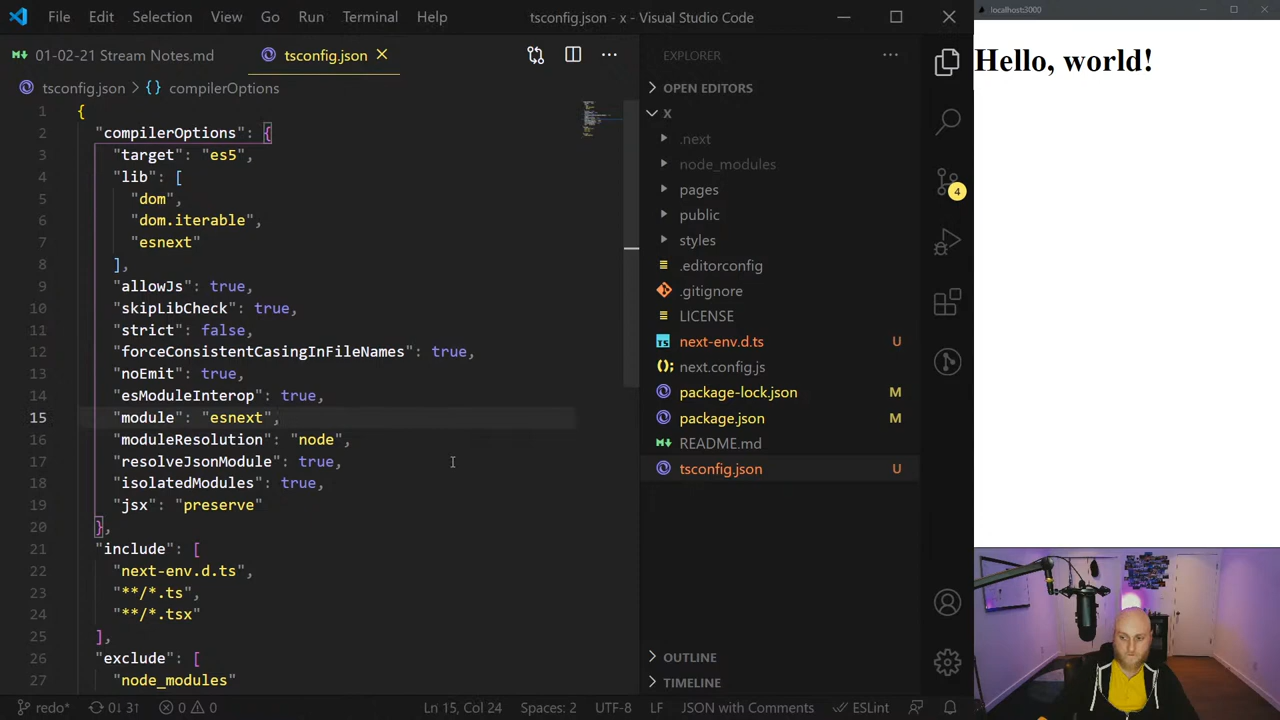 File Edit Selection View Go Run Terminal Help tsconfig.json - x - Visual Studio Code
localhost:3000
01-02-21 Stream Notes.md
tsconfig.json
tsconfig.json
compilerOptions
1 {
2 "compilerOptions": {
3 "target": "es5",
4 "lib": [
5 "dom",
6 "dom.iterable",
7 "esnext"
8 ],
9 "allowJs": true,
10 "skipLibCheck": true,
11 "strict": false,
12 "forceConsistentCasingInFileNames": true,
13 "noEmit": true,
14 "esModuleInterop": true,
15 "module": "esnext",
16 "moduleResolution": "node",
17 "resolveJsonModule": true,
18 "isolatedModules": true,
19 "jsx": "preserve"
20 },
21 "include": [
22 "next-env.d.ts",
23 "**/*.ts",
24 "**/*.tsx"
25 ],
26 "exclude": [
27 "node_modules"
EXPLORER
OPEN EDITORS
X
.next
node_modules
pages
public
styles
.editorconfig
.gitignore
LICENSE
TS next-env.d.ts U
next.config.js
package-lock.json M
package.json M
README.md
tsconfig.json U
OUTLINE
TIMELINE
4
Hello, world!
redo* 0↓ 3↑ 0 0 Ln 15, Col 24 Spaces: 2 UTF-8 LF JSON with Comments ESLint